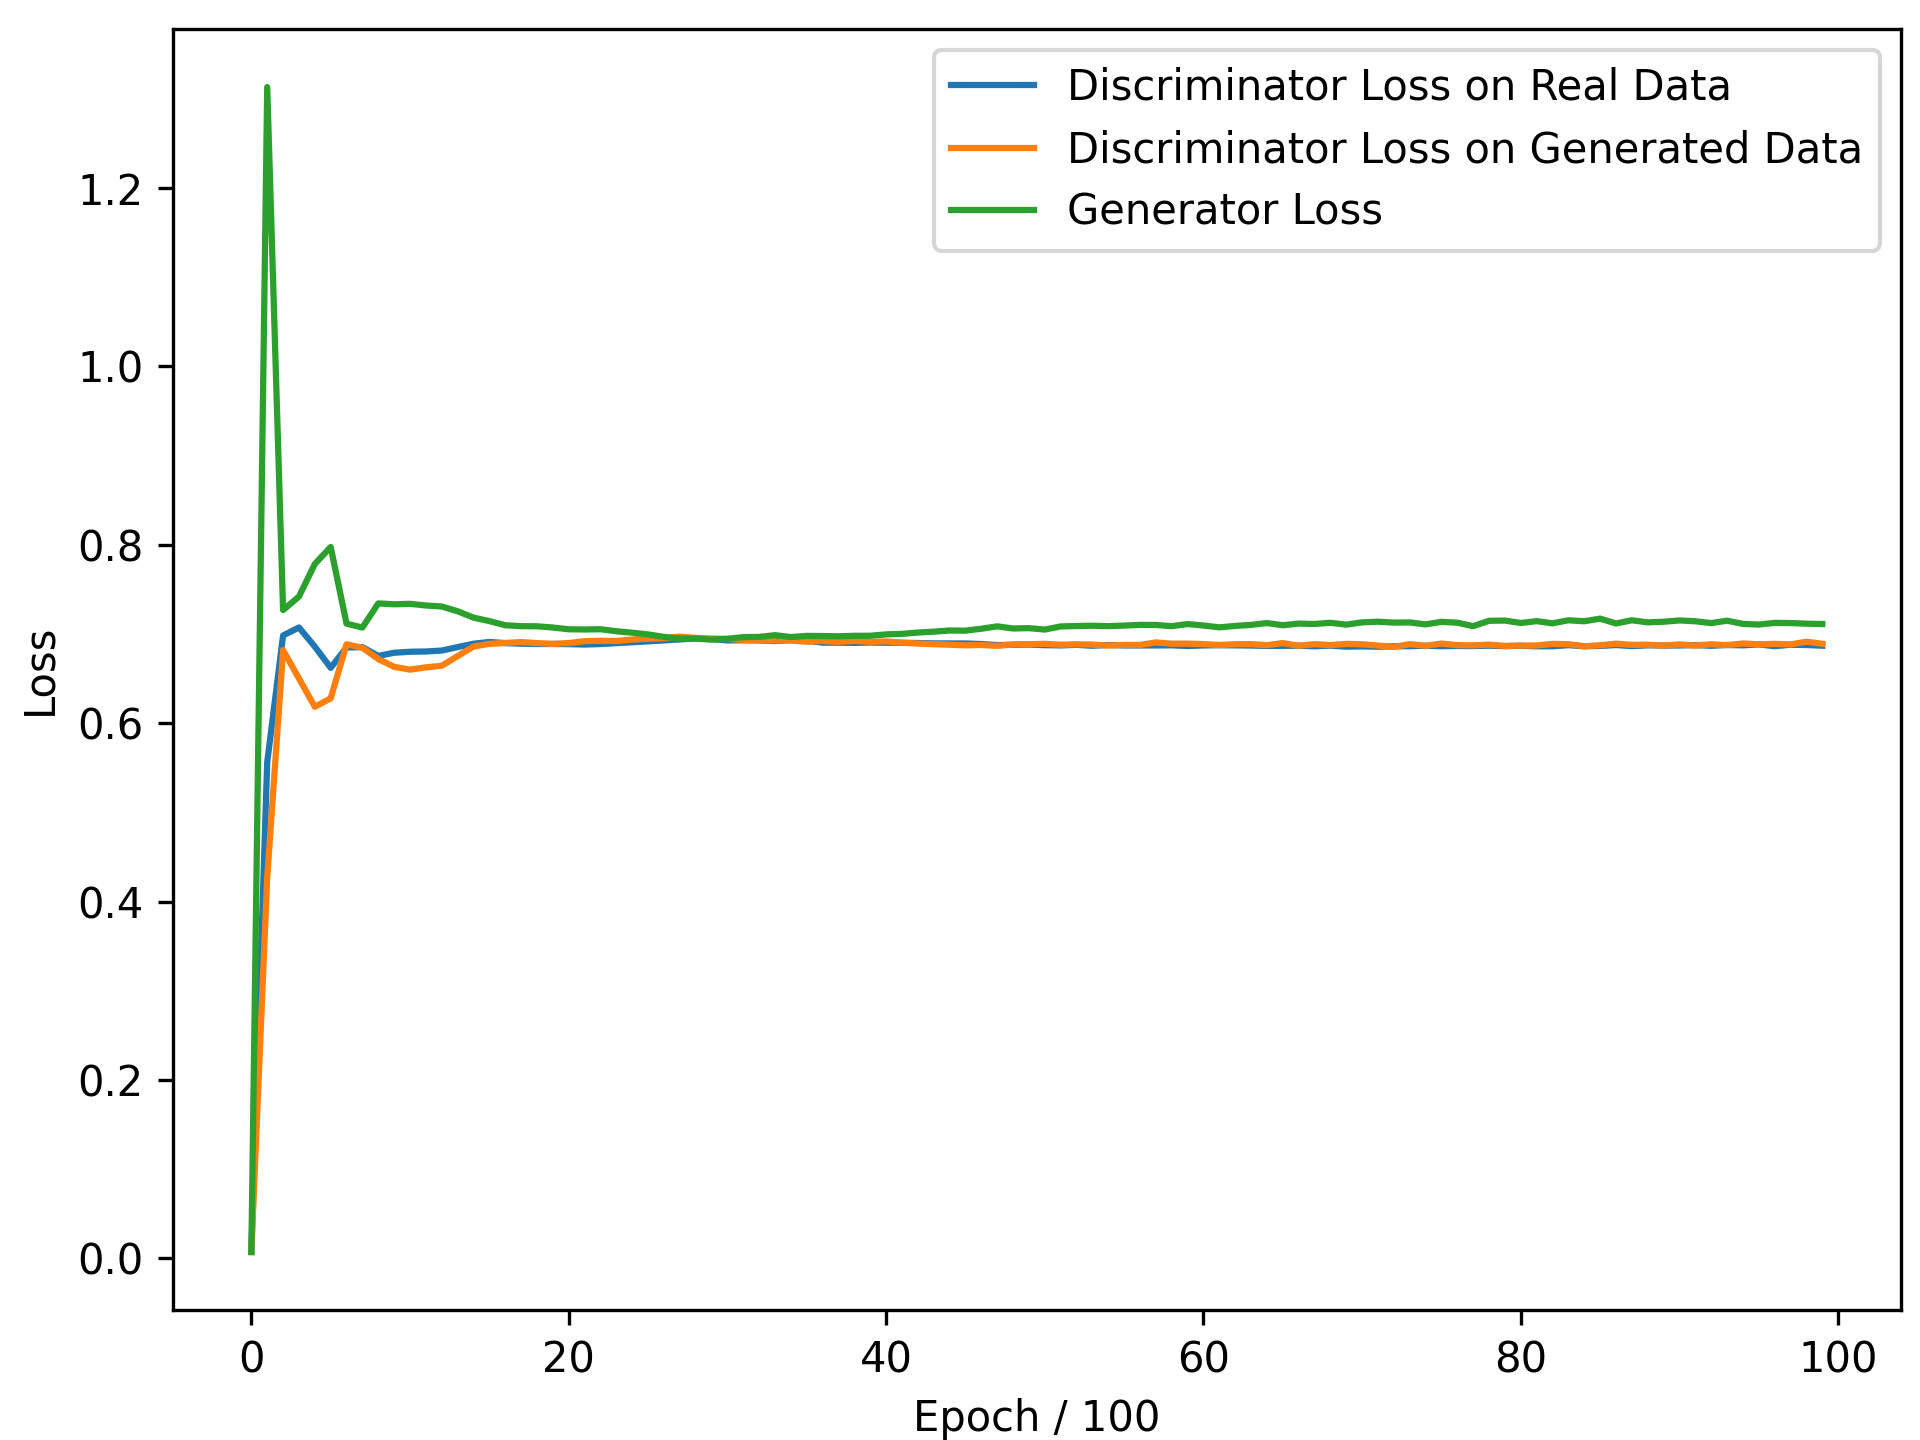 Discriminator Loss on Real Data
Discriminator Loss on Generated Data
Generator Loss
1.2
1.0
0.8
0.6
0.4
0.2
0.0
Loss
0 20 40 60 80 100
Epoch / 100